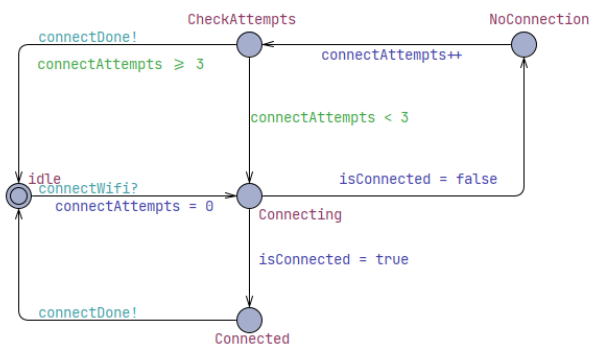 CheckAttempts
NoConnection
connectDone!
connectAttempts++
connectAttempts ≥ 3
connectAttempts < 3
idle
connectWifi?
isConnected = false
connectAttempts = 0
Connecting
isConnected = true
connectDone!
Connected